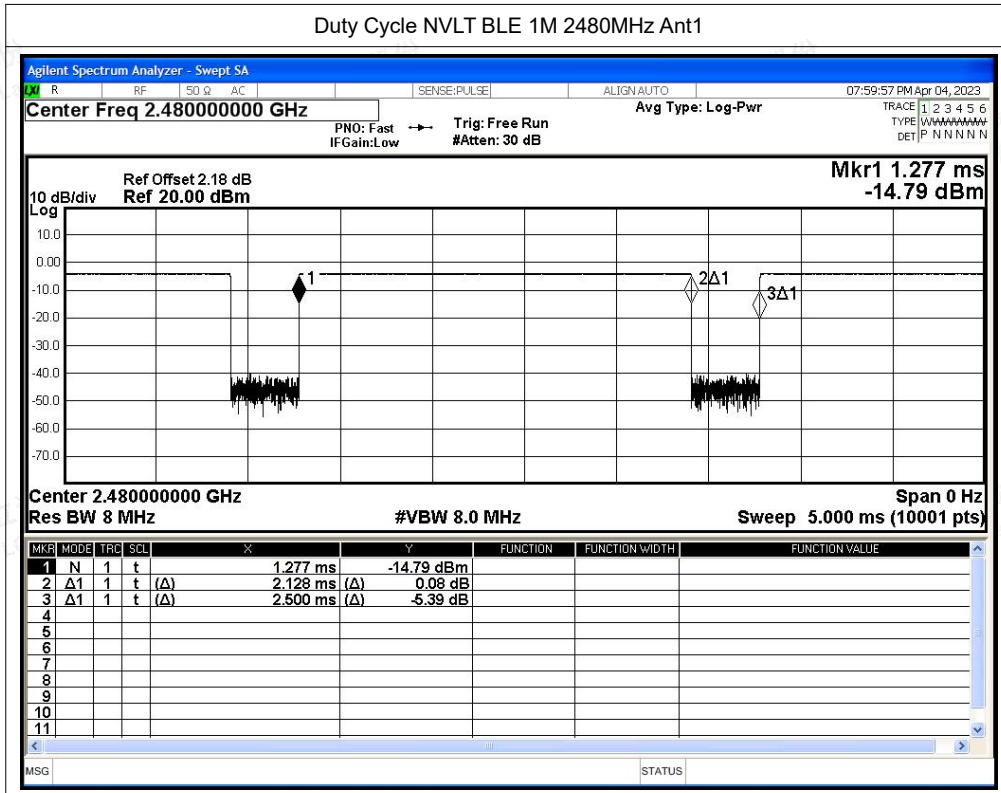 Duty Cycle NVLT BLE 1M 2480MHz Ant1
Agilent Spectrum Analyzer - Swept SA
LXI R RF 50 Ω AC SENSE:PULSE ALIGN AUTO 07:59:57 PM Apr 04, 2023
Center Freq 2.480000000 GHz Avg Type: Log-Pwr TRACE 1 2 3 4 5 6
PNO: Fast Trig: Free Run TYPE WWWWWW
IFGain:Low #Atten: 30 dB DET P N N N N N
Mkr1 1.277 ms
Ref Offset 2.18 dB
10 dB/div Ref 20.00 dBm -14.79 dBm
Log
10.0
0.00
-10.0
-20.0
-30.0
-40.0
-50.0
-60.0
-70.0
1
2Δ1
3Δ1
Center 2.480000000 GHz Span 0 Hz
Res BW 8 MHz #VBW 8.0 MHz Sweep 5.000 ms (10001 pts)
MKR MODE TRC SCL X Y FUNCTION FUNCTION WIDTH FUNCTION VALUE
1 N 1 t 1.277 ms -14.79 dBm
2 Δ1 1 t (Δ) 2.128 ms (Δ) 0.08 dB
3 Δ1 1 t (Δ) 2.500 ms (Δ) -5.39 dB
4
5
6
7
8
9
10
11
MSG STATUS